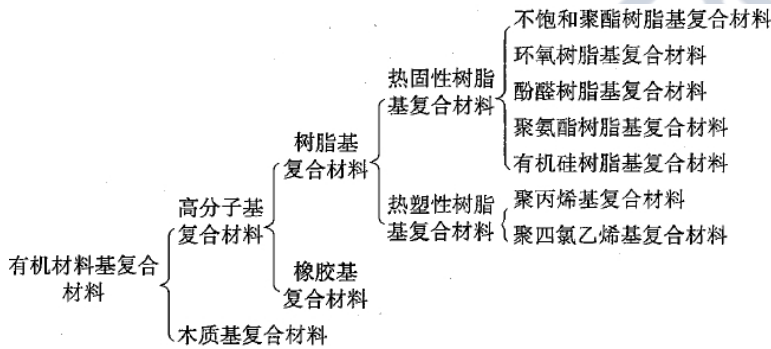 不饱和聚酯树脂基复合材料
环氧树脂基复合材料
热固性树脂
基复合材料
酚醛树脂基复合材料
聚氨酯树脂基复合材料
有机硅树脂基复合材料
树脂基
复合材料
热塑性树脂
基复合材料
聚丙烯基复合材料
聚四氯乙烯基复合材料
高分子基
复合材料
橡胶基
复合材料
有机材料基复合
材料
木质基复合材料